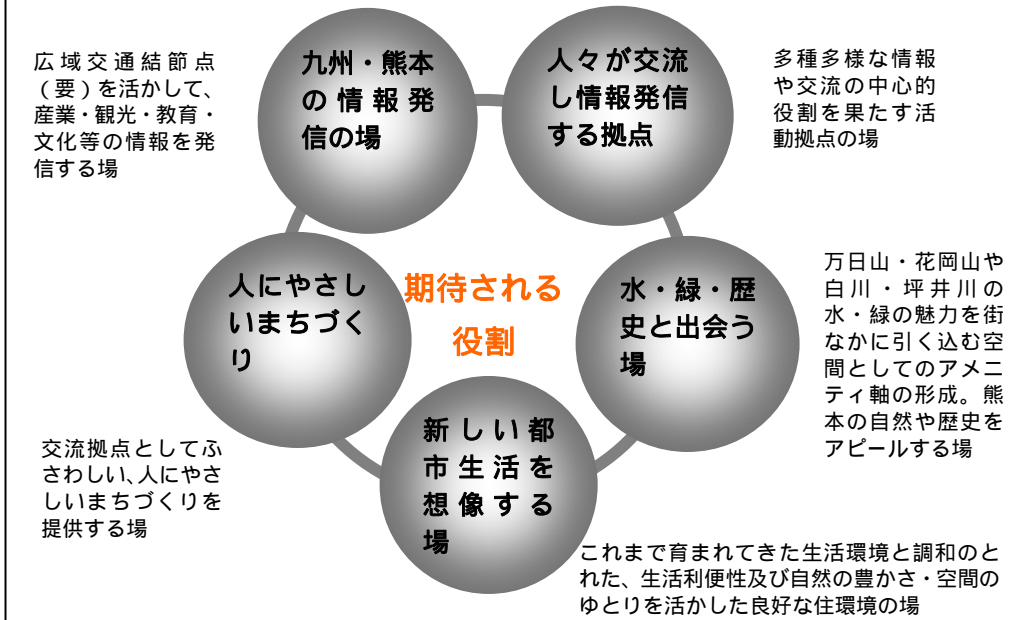 広域交通結節点
(要)を活かして、
産業・観光・教育・
文化等の情報を発
信する場
九州・熊本
の情報発
信の場
人々が交流
し情報発信
する拠点
多種多様な情報
や交流の中心的
役割を果たす活
動拠点の場
人にやさし
いまちづく
り
期待される
役割
水・緑・歴
史と出会う
場
万日山・花岡山や
白川・坪井川の
水・緑の魅力を街
なかに引く込む空
間としてのアメニ
ティ軸の形成。熊
本の自然や歴史を
アピールする場
交流拠点としてふ
さわしい、人にやさ
しいまちづくりを
提供する場
新しい都
市生活を
想像する
場
これまで育まれてきた生活環境と調和のと
れた、生活利便性及び自然の豊かさ・空間の
ゆとりを活かした良好な住環境の場